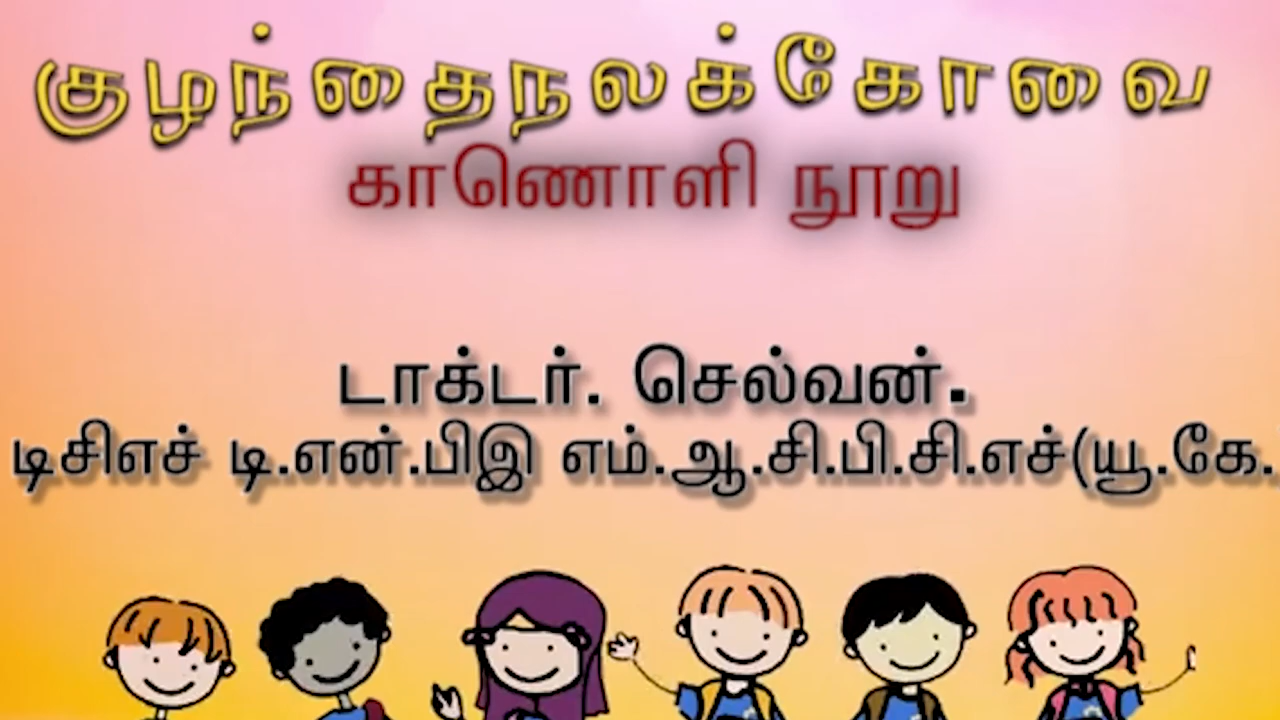 குழந்தைநலக்கோவை
காணொளி நூறு
டாக்டர். செல்வன்.
டிசிஎச் டி.என்.பிஇ எம்.ஆ.சி.பி.சி.எச்(யூ.கே.